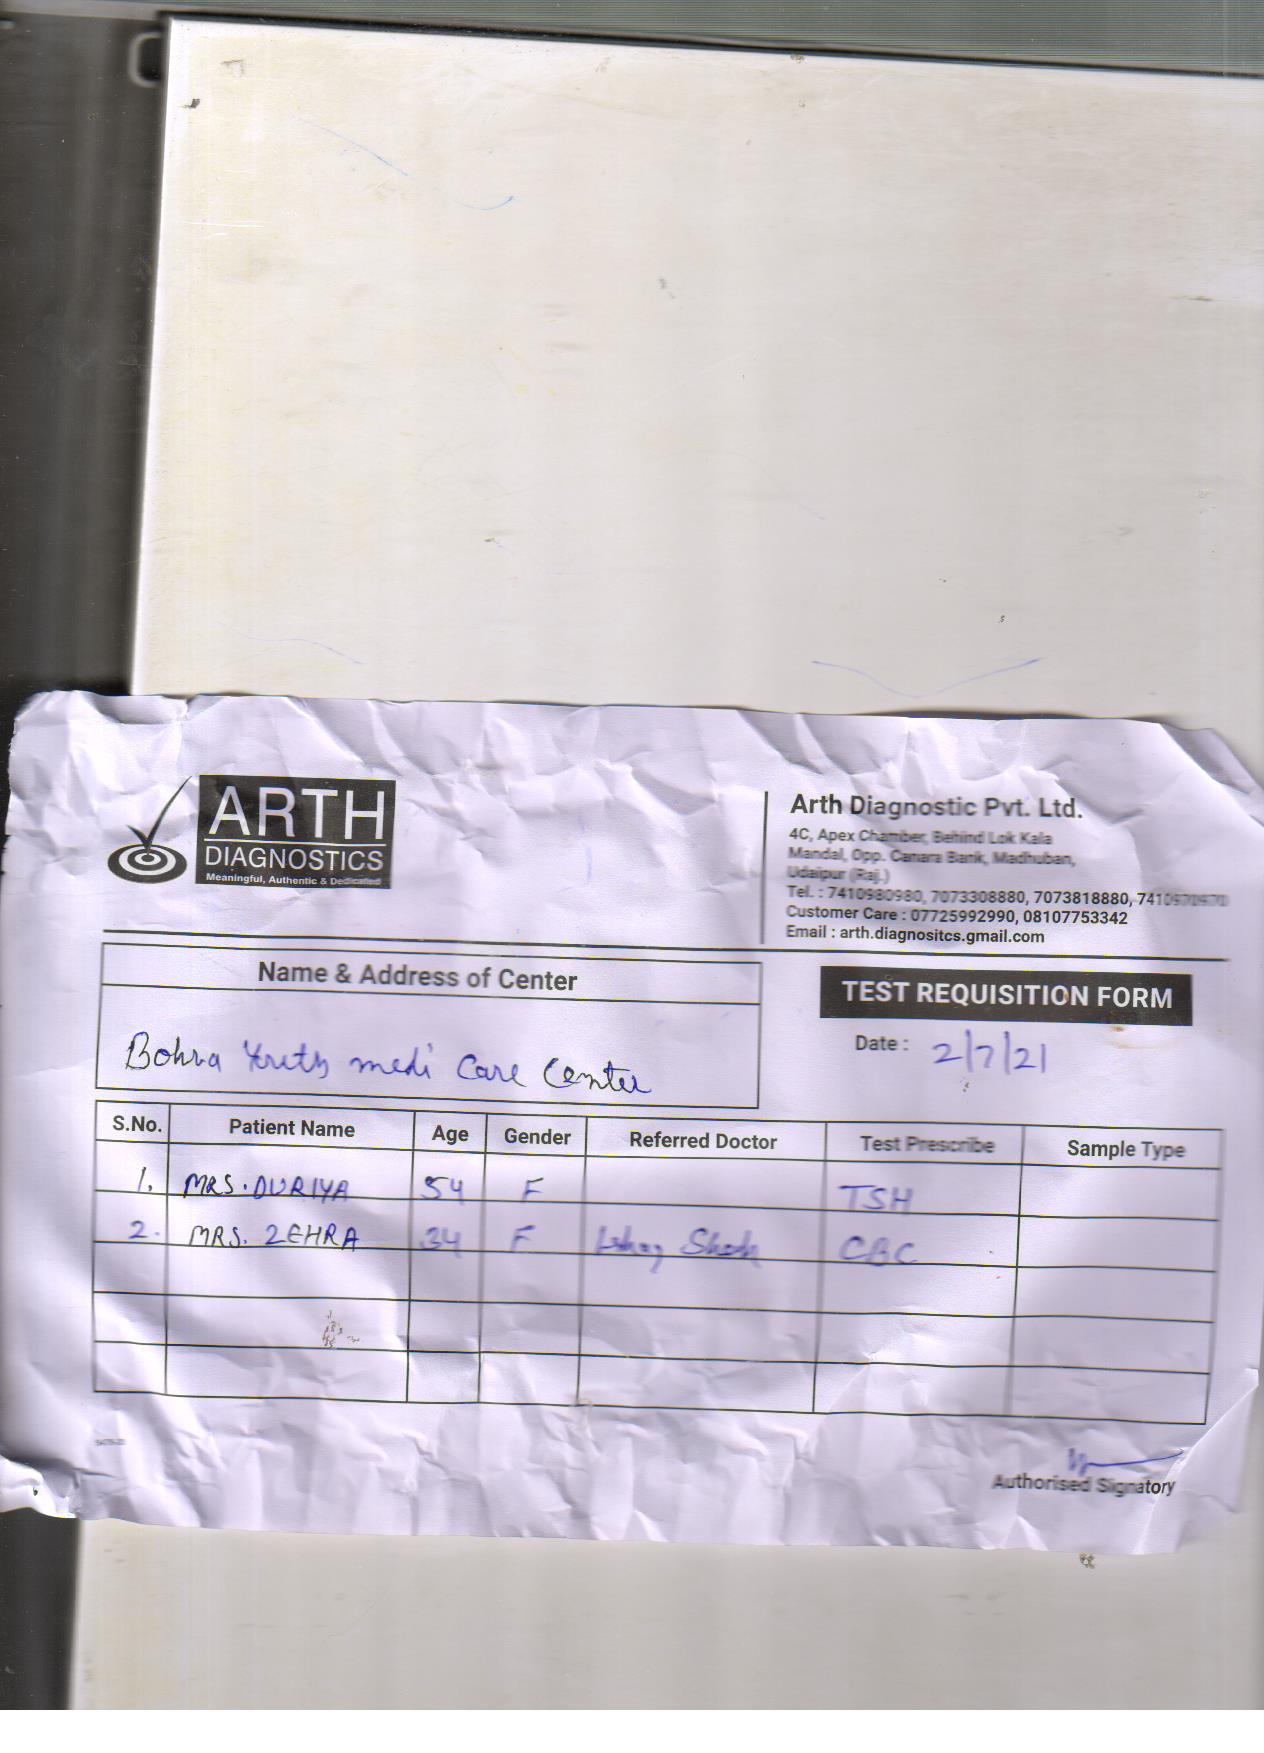 ARTH
DIAGNOSTICS
Meaningful, Authentic & Dedicated
Arth Diagnostic Pvt. Ltd.
4C, Apex Chamber, Behind Lok Kala
Mandal, Opp. Canara Bank, Madhuban,
Udaipur (Raj.)
Tel. : 7410980980, 7073308880, 7073818880, 7410970970
Customer Care : 07725992990, 08107753342
Email : arth.diagnositcs.gmail.com
Name & Address of Center
Bohra Youth medi Care Center
TEST REQUISITION FORM
Date : 2/7/21
S.No. Patient Name Age Gender Referred Doctor Test Prescribe Sample Type
1. MRS. DURIYA 54 F TSH
2. MRS. ZEHRA 34 F CBC
Authorised Signatory